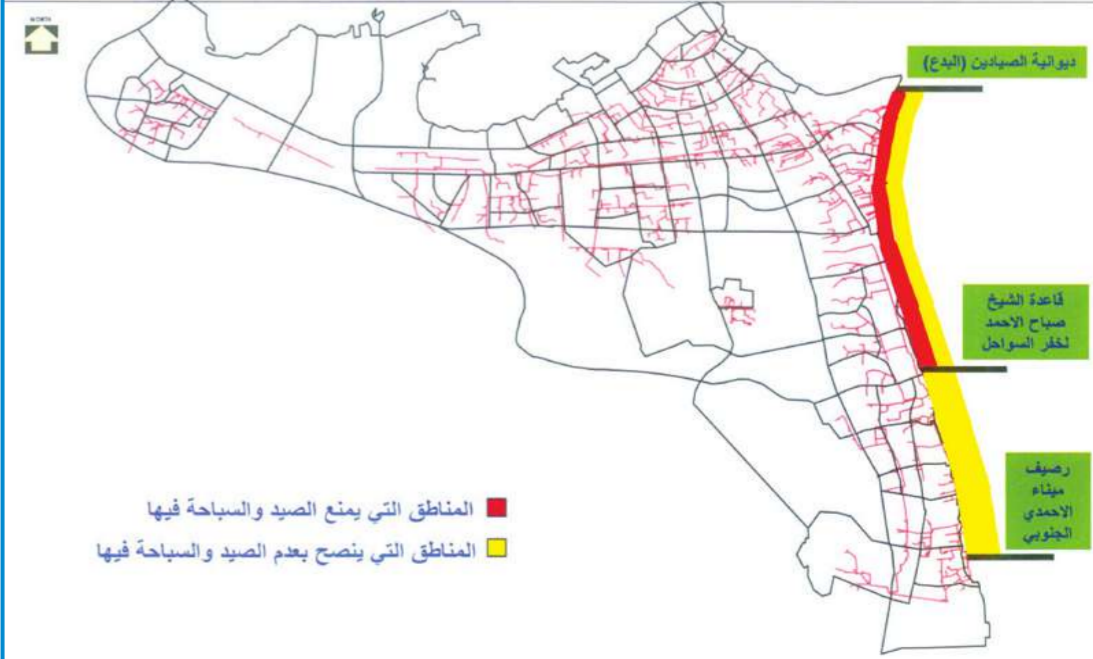 NORTH
ديوانية الصيادين (البدع)
قاعدة الشيخ
صباح الاحمد
لخفر السواحل
رصيف
ميناء
الاحمدي
الجنوبي
المناطق التي يمنع الصيد والسباحة فيها
المناطق التي ينصح بعدم الصيد والسباحة فيها